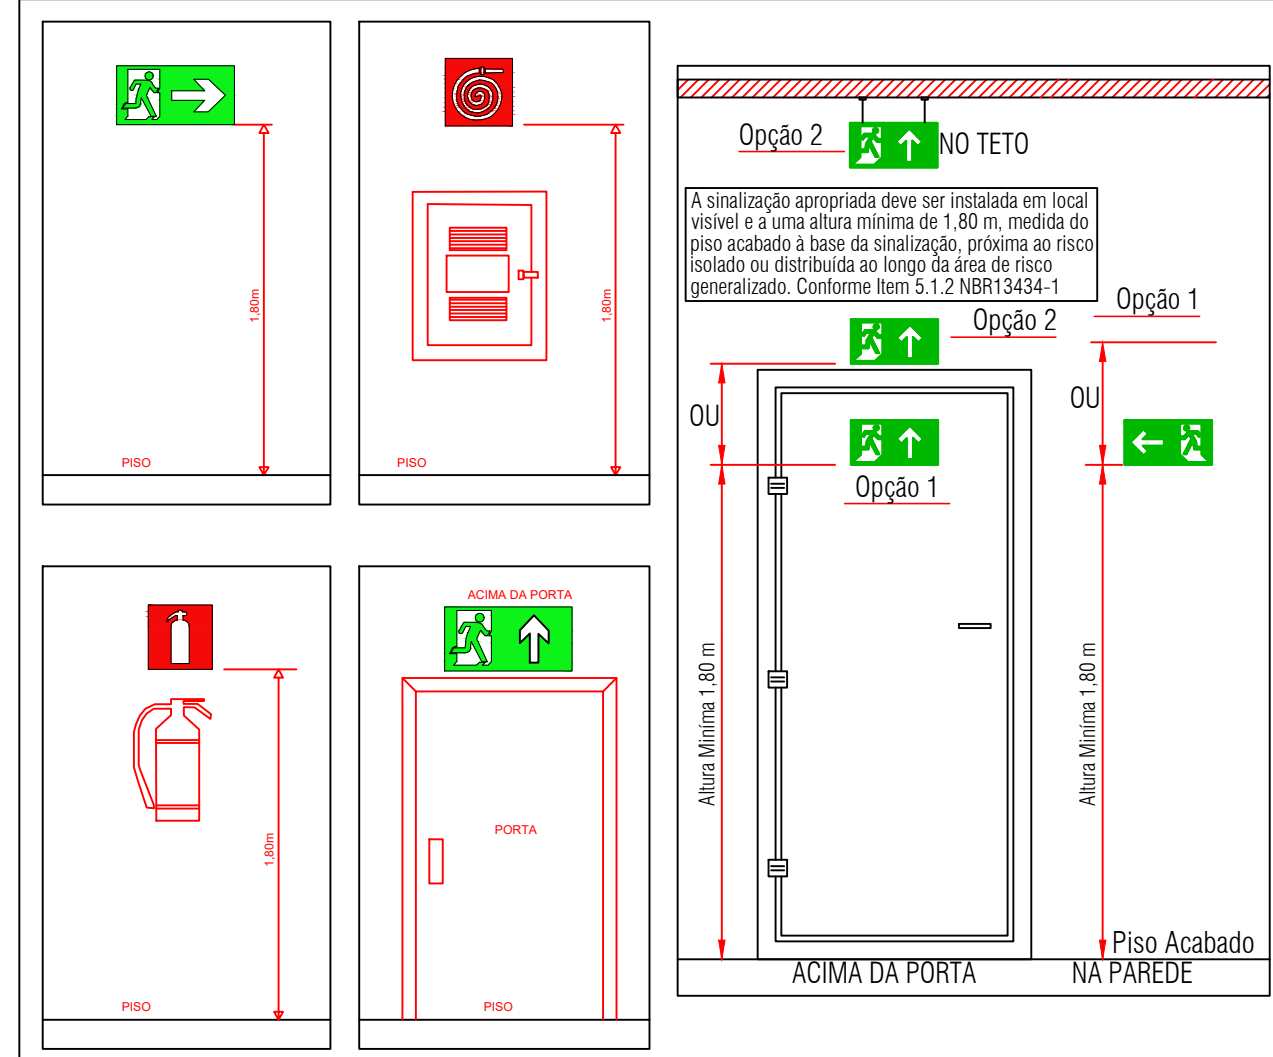 1,80m
PISO
1,80m
PISO
1,80m
PISO
ACIMA DA PORTA
PORTA
PISO
Opção 2
NO TETO
A sinalização apropriada deve ser instalada em local
visível e a uma altura mínima de 1,80 m, medida do
piso acabado à base da sinalização, próxima ao risco
isolado ou distribuída ao longo da área de risco
generalizado. Conforme Item 5.1.2 NBR13434-1
Opção 1
Opção 2
OU
OU
Opção 1
Altura Miníma 1,80 m
Altura Miníma 1,80 m
Piso Acabado
ACIMA DA PORTA
NA PAREDE